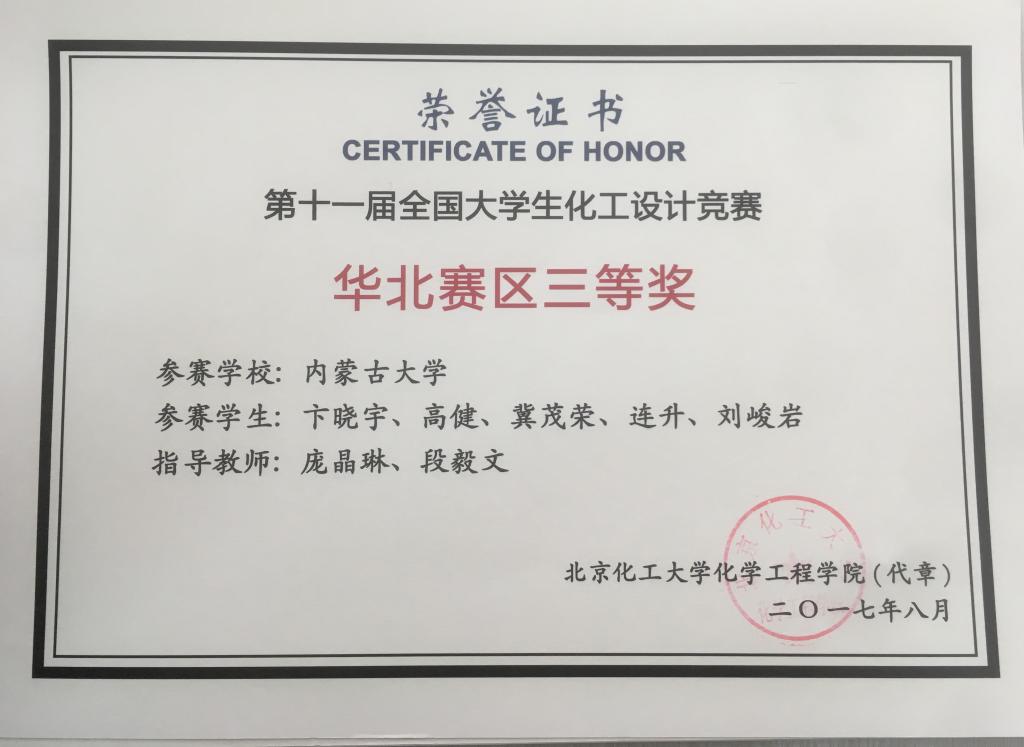 荣誉证书
CERTIFICATE OF HONOR
第十一届全国大学生化工设计竞赛
华北赛区三等奖
参赛学校：内蒙古大学
参赛学生：卞晓宇、高健、冀茂荣、连升、刘峻岩
指导教师：庞晶琳、段毅文
京化工大
北京化工大学化学工程学院（代章）
二〇一七年八月